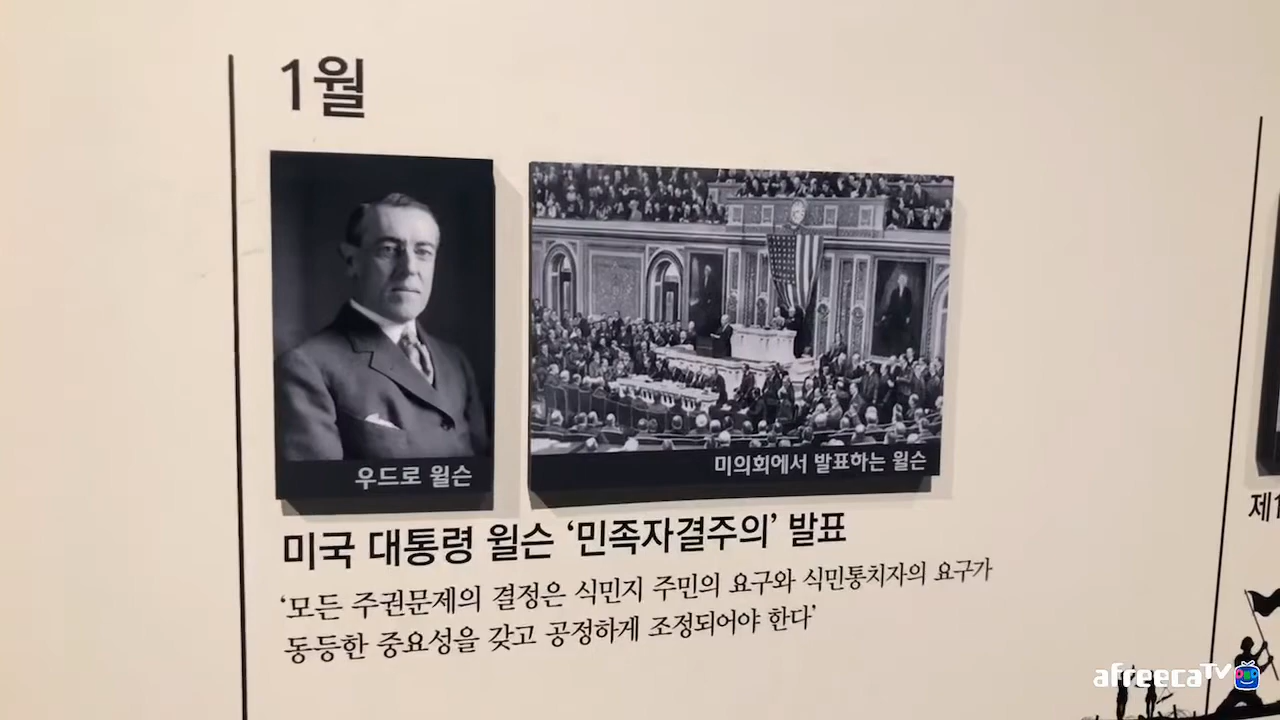 1월
우드로 윌슨
미의회에서 발표하는 윌슨
미국 대통령 윌슨 ‘민족자결주의’ 발표
‘모든 주권문제의 결정은 식민지 주민의 요구와 식민통치자의 요구가
동등한 중요성을 갖고 공정하게 조정되어야 한다’
제1
afreecaTV